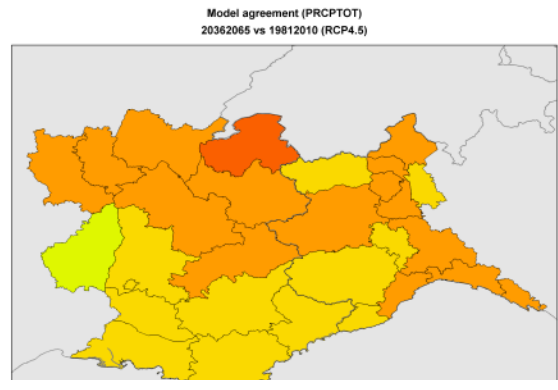 Model agreement (PRCPTOT)
20362065 vs 19812010 (RCP4.5)